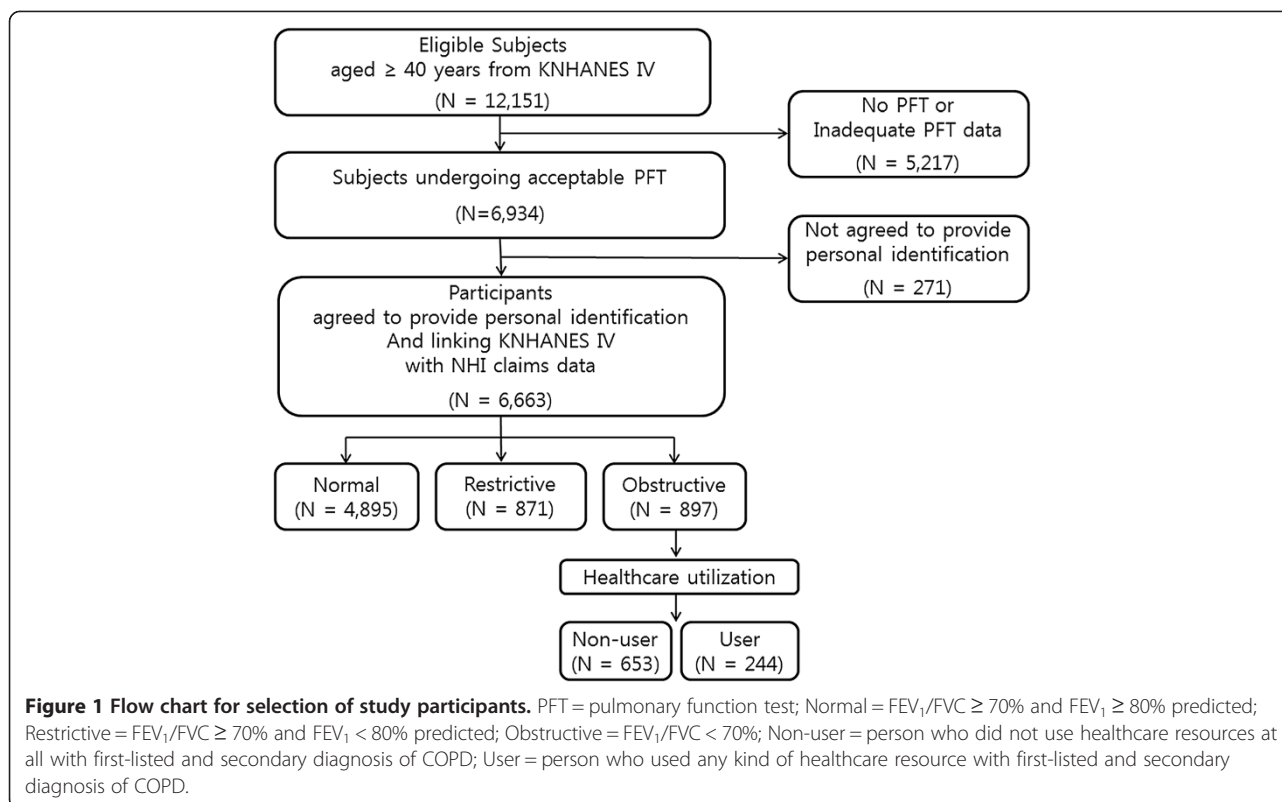 Eligible Subjects
aged ≥ 40 years from KNHANES IV
(N = 12,151)
No PFT or
Inadequate PFT data
(N = 5,217)
Subjects undergoing acceptable PFT
(N=6,934)
Not agreed to provide
personal identification
(N = 271)
Participants
agreed to provide personal identification
And linking KNHANES IV
with NHI claims data
(N = 6,663)
Normal
(N = 4,895)
Restrictive
(N = 871)
Obstructive
(N = 897)
Healthcare utilization
Non-user
(N = 653)
User
(N = 244)
Figure 1 Flow chart for selection of study participants. PFT = pulmonary function test; Normal = FEV₁/FVC ≥ 70% and FEV₁ ≥ 80% predicted;
Restrictive = FEV₁/FVC ≥ 70% and FEV₁ < 80% predicted; Obstructive = FEV₁/FVC < 70%; Non-user = person who did not use healthcare resources at
all with first-listed and secondary diagnosis of COPD; User = person who used any kind of healthcare resource with first-listed and secondary
diagnosis of COPD.